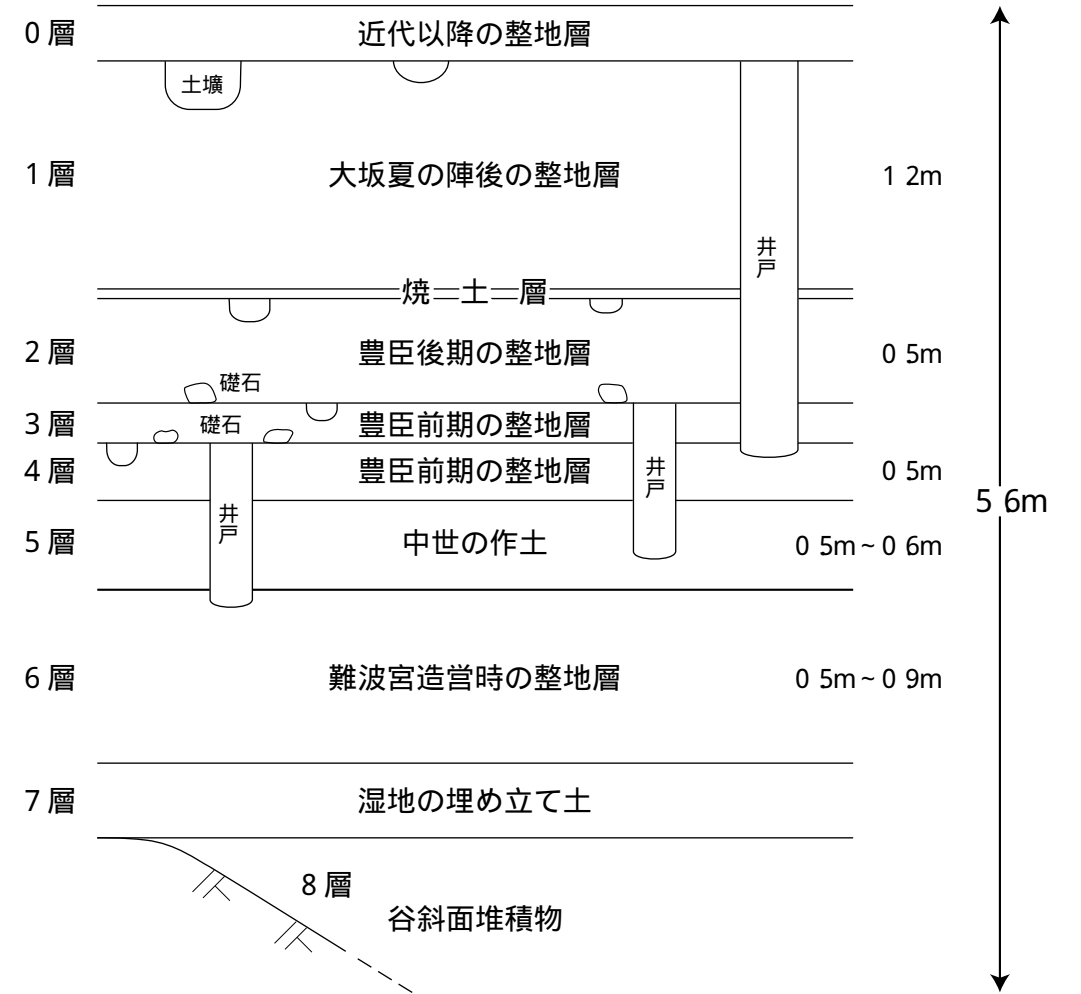 0層 近代以降の整地層
土壙
1層 大坂夏の陣後の整地層 1.2m
井戸
焼土層
2層 豊臣後期の整地層 0.5m
礎石
3層 礎石 豊臣前期の整地層
4層 豊臣前期の整地層 0.5m
井戸
5.6m
井戸
5層 中世の作土 0.5m~0.6m
6層 難波宮造営時の整地層 0.5m~0.9m
7層 湿地の埋め立て土
8層
谷斜面堆積物